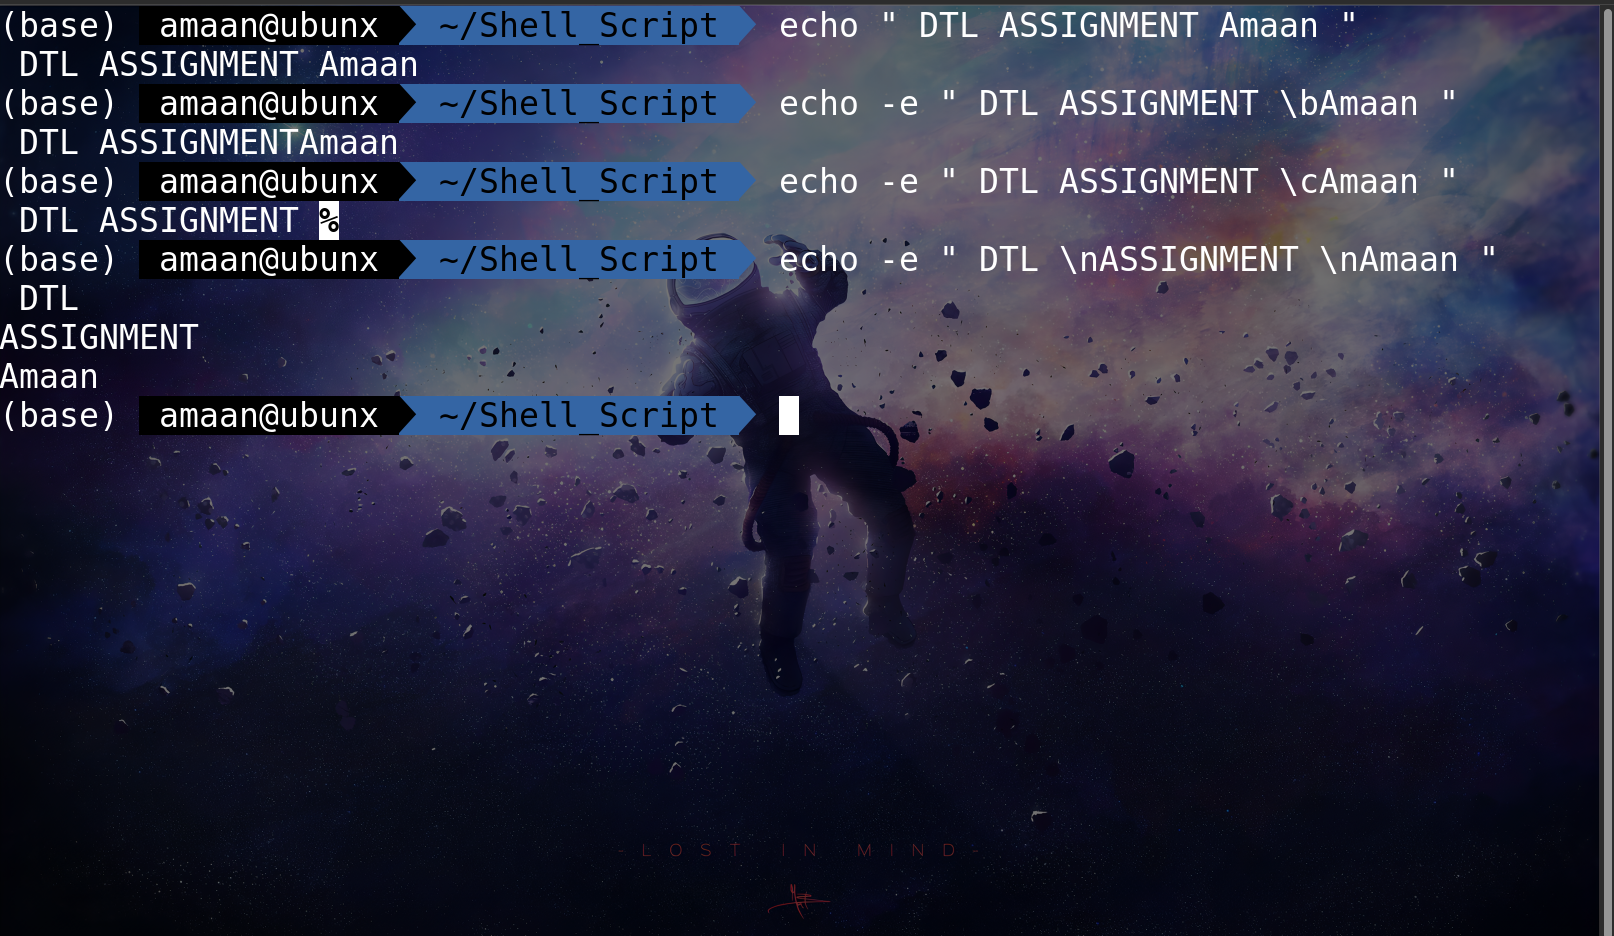 (base) amaan@ubunx ~/Shell_Script echo " DTL ASSIGNMENT Amaan "
 DTL ASSIGNMENT Amaan
(base) amaan@ubunx ~/Shell_Script echo -e " DTL ASSIGNMENT \bAmaan "
 DTL ASSIGNMENTAmaan
(base) amaan@ubunx ~/Shell_Script echo -e " DTL ASSIGNMENT \cAmaan "
 DTL ASSIGNMENT %
(base) amaan@ubunx ~/Shell_Script echo -e " DTL \nASSIGNMENT \nAmaan "
 DTL
ASSIGNMENT
Amaan
(base) amaan@ubunx ~/Shell_Script
- LOST IN MIND -